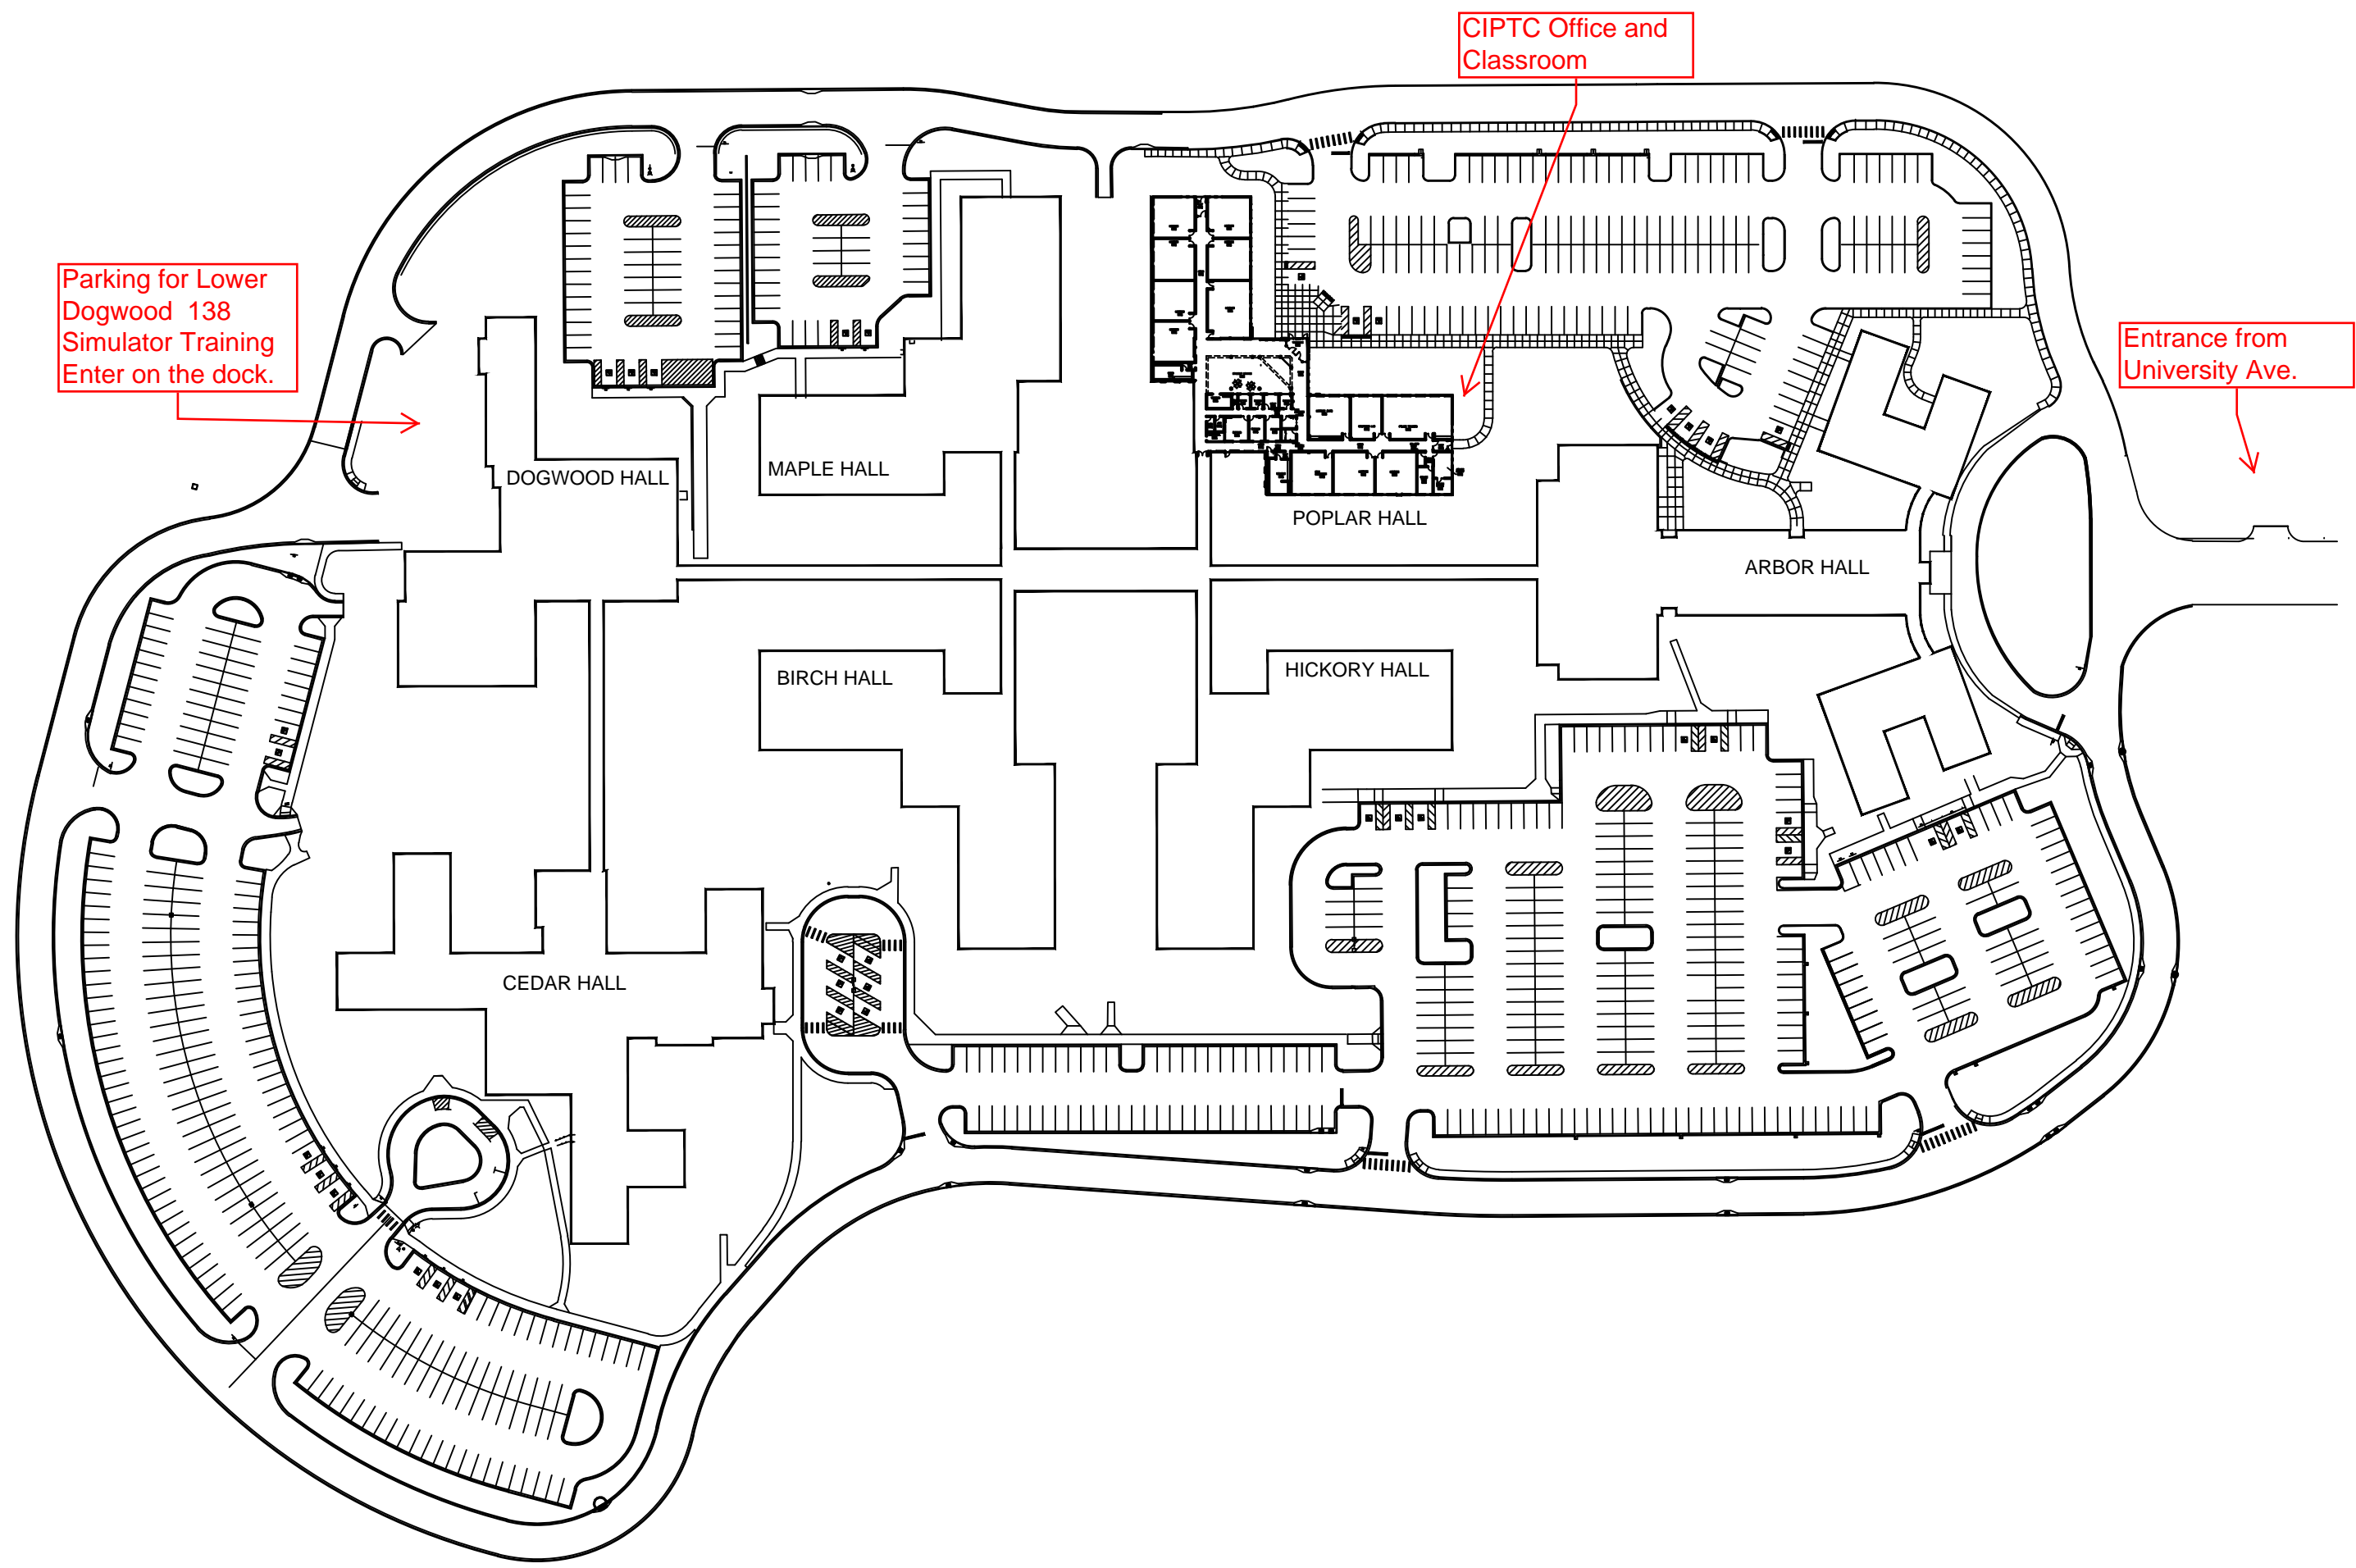 CIPTC Office and
Classroom
Parking for Lower
Dogwood 138
Simulator Training
Enter on the dock.
Entrance from
University Ave.
DOGWOOD HALL
MAPLE HALL
POPLAR HALL
ARBOR HALL
BIRCH HALL
HICKORY HALL
CEDAR HALL